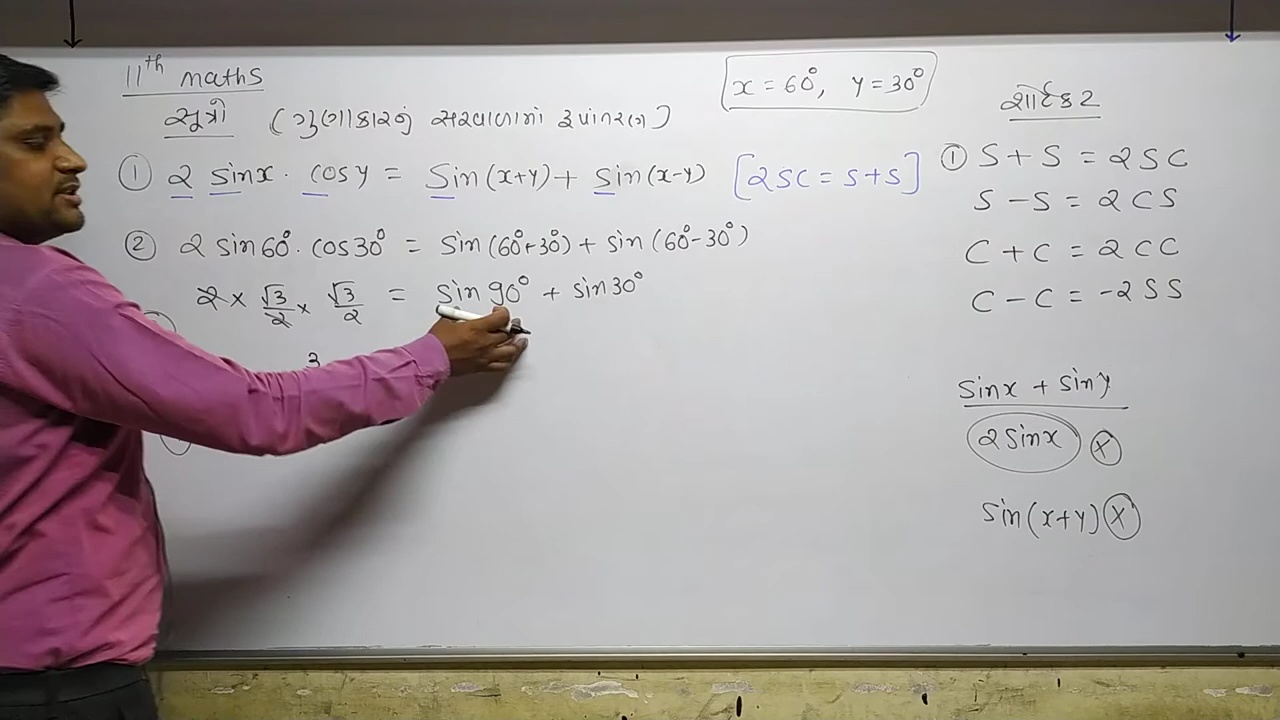 11th maths
સૂત્રો (ગુણાકારનું સરવાળામાં રૂપાંતરણ)
① 2 sinx · cosy = Sin(x+y) + Sin(x-y) [2SC = S+S]
② 2 sin60° · cos30° = sin(60°+30°) + sin(60°-30°)
2 × √3/2 × √3/2 = sin 90° + sin30°
3
x = 60°, y = 30°
શોર્ટકટ
① S + S = 2SC
S - S = 2CS
C + C = 2CC
C - C = -2SS
sinx + siny
2 sinx ⓧ
sin(x+y) ⓧ